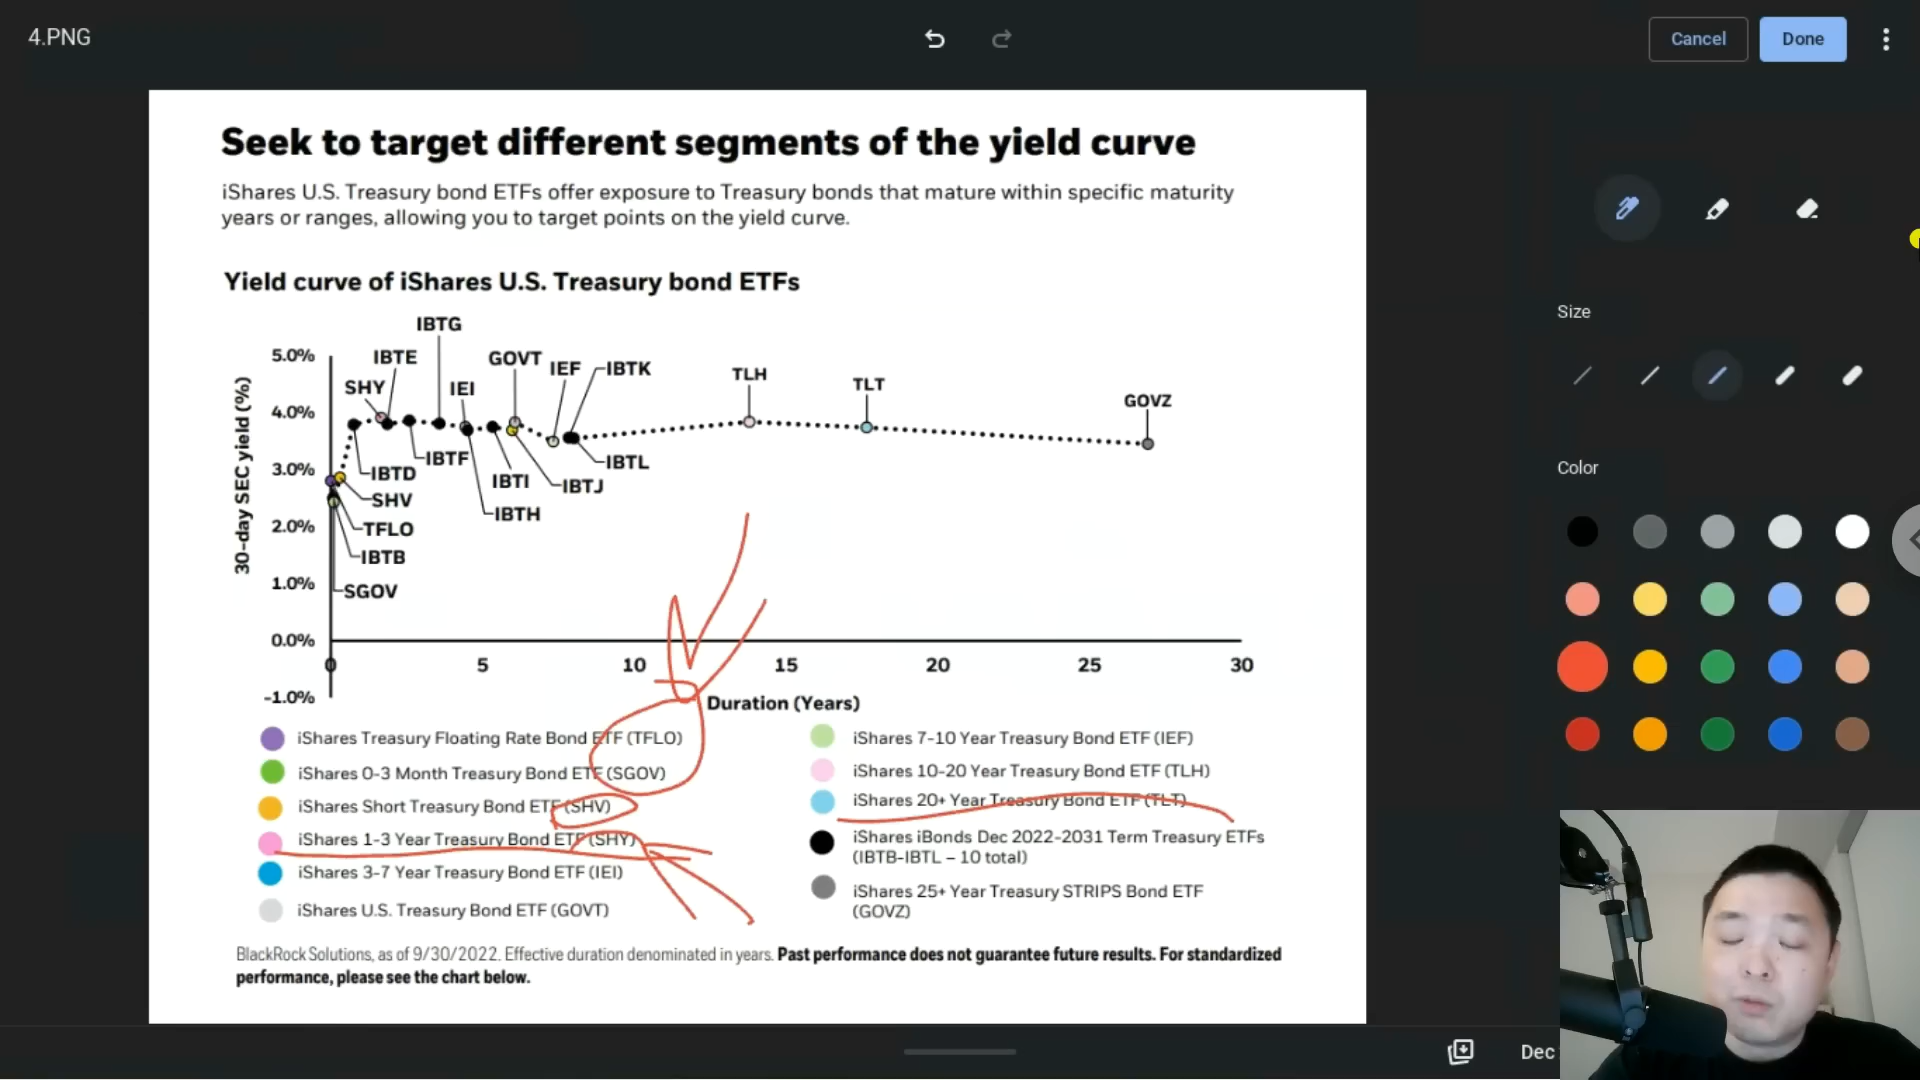 4.PNG
Cancel
Done
Seek to target different segments of the yield curve
iShares U.S. Treasury bond ETFs offer exposure to Treasury bonds that mature within specific maturity
years or ranges, allowing you to target points on the yield curve.
Size
Yield curve of iShares U.S. Treasury bond ETFs
IBTG
5.0%
IBTE
GOVT
IEF
IBTK
SHY
IEI
TLH
TLT
GOVZ
4.0%
30-day SEC yield (%)
Color
3.0%
IBTD
IBTF
IBTI
IBTJ
IBTL
SHV
IBTH
2.0%
TFLO
IBTB
1.0%
SGOV
0.0%
0
5
10
15
20
25
30
-1.0%
Duration (Years)
iShares Treasury Floating Rate Bond ETF (TFLO)
iShares 0-3 Month Treasury Bond ETF (SGOV)
iShares Short Treasury Bond ETF (SHV)
iShares 1-3 Year Treasury Bond ETF (SHY)
iShares 3-7 Year Treasury Bond ETF (IEI)
iShares U.S. Treasury Bond ETF (GOVT)
iShares 7-10 Year Treasury Bond ETF (IEF)
iShares 10-20 Year Treasury Bond ETF (TLH)
iShares 20+ Year Treasury Bond ETF (TLT)
iShares iBonds Dec 2022-2031 Term Treasury ETFs
(IBTB-IBTL – 10 total)
iShares 25+ Year Treasury STRIPS Bond ETF
(GOVZ)
BlackRock Solutions, as of 9/30/2022. Effective duration denominated in years. Past performance does not guarantee future results. For standardized
performance, please see the chart below.
Dec